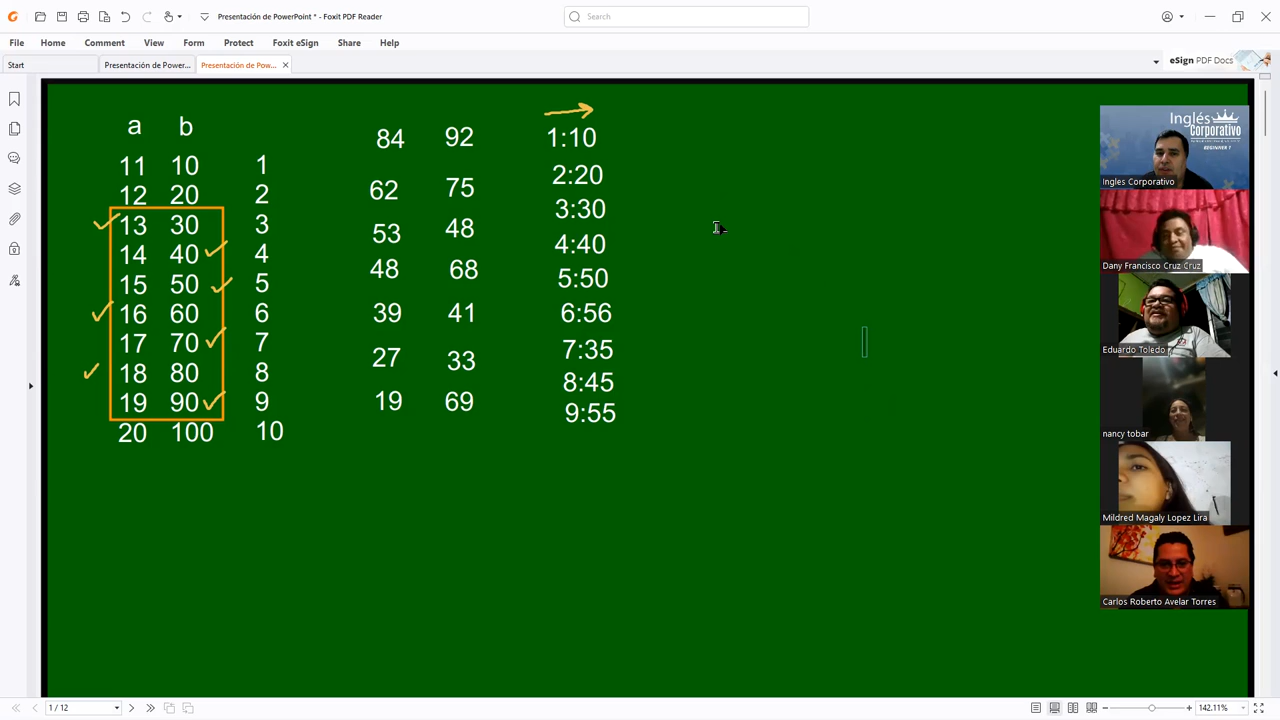 Presentación de PowerPoint * - Foxit PDF Reader
Search
File Home Comment View Form Protect Foxit eSign Share Help
Start
Presentación de Power...
Presentación de Pow...
eSign PDF Docs
a b
11 10 1
12 20 2
13 30 3
14 40 4
15 50 5
16 60 6
17 70 7
18 80 8
19 90 9
20 100 10
84 92
62 75
53 48
48 68
39 41
27 33
19 69
1:10
2:20
3:30
4:40
5:50
6:56
7:35
8:45
9:55
Inglés
Corporativo
BEGINNER 1
Ingles Corporativo
Dany Francisco Cruz Cruz
Eduardo Toledo
nancy tobar
Mildred Magaly Lopez Lira
Carlos Roberto Avelar Torres
1 / 12
142.11%